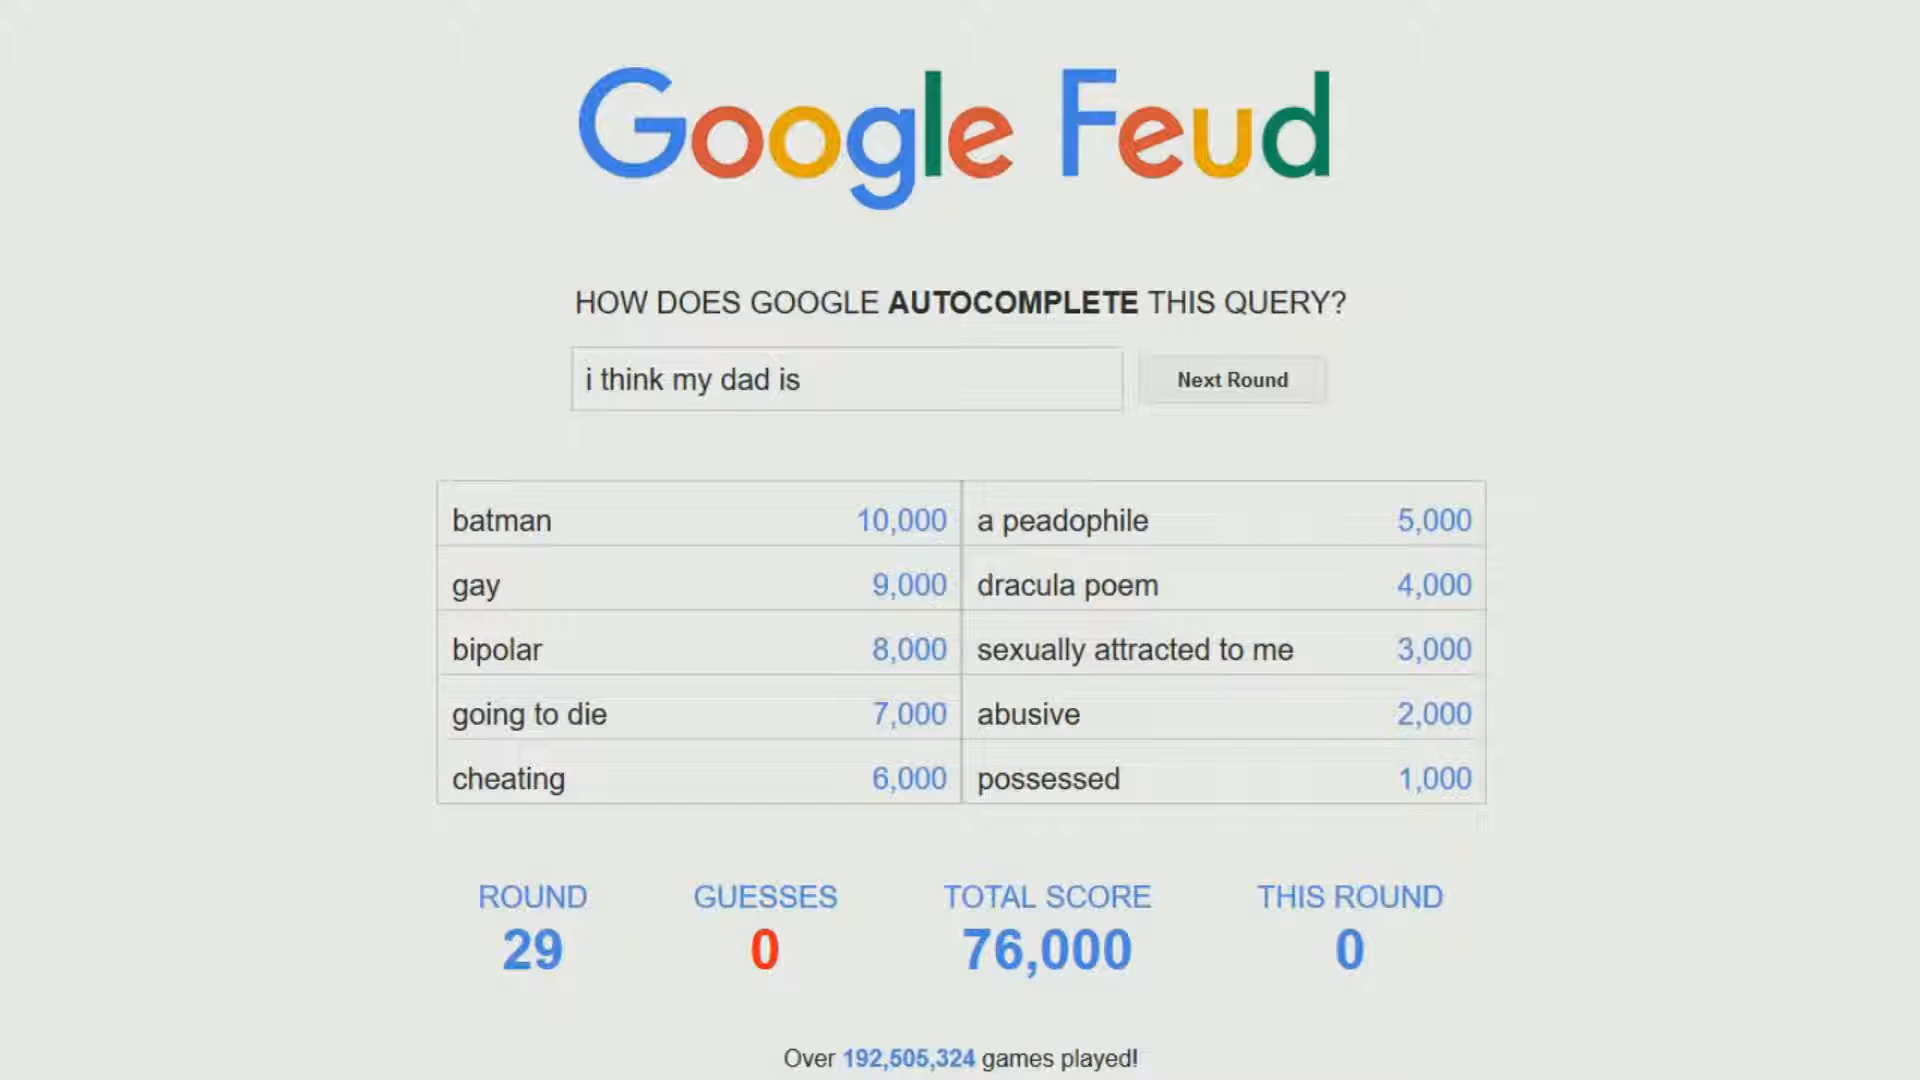 Google Feud
HOW DOES GOOGLE AUTOCOMPLETE THIS QUERY?
i think my dad is
Next Round
batman 10,000
gay 9,000
bipolar 8,000
going to die 7,000
cheating 6,000
a peadophile 5,000
dracula poem 4,000
sexually attracted to me 3,000
abusive 2,000
possessed 1,000
ROUND
29
GUESSES
0
TOTAL SCORE
76,000
THIS ROUND
0
Over 192,505,324 games played!